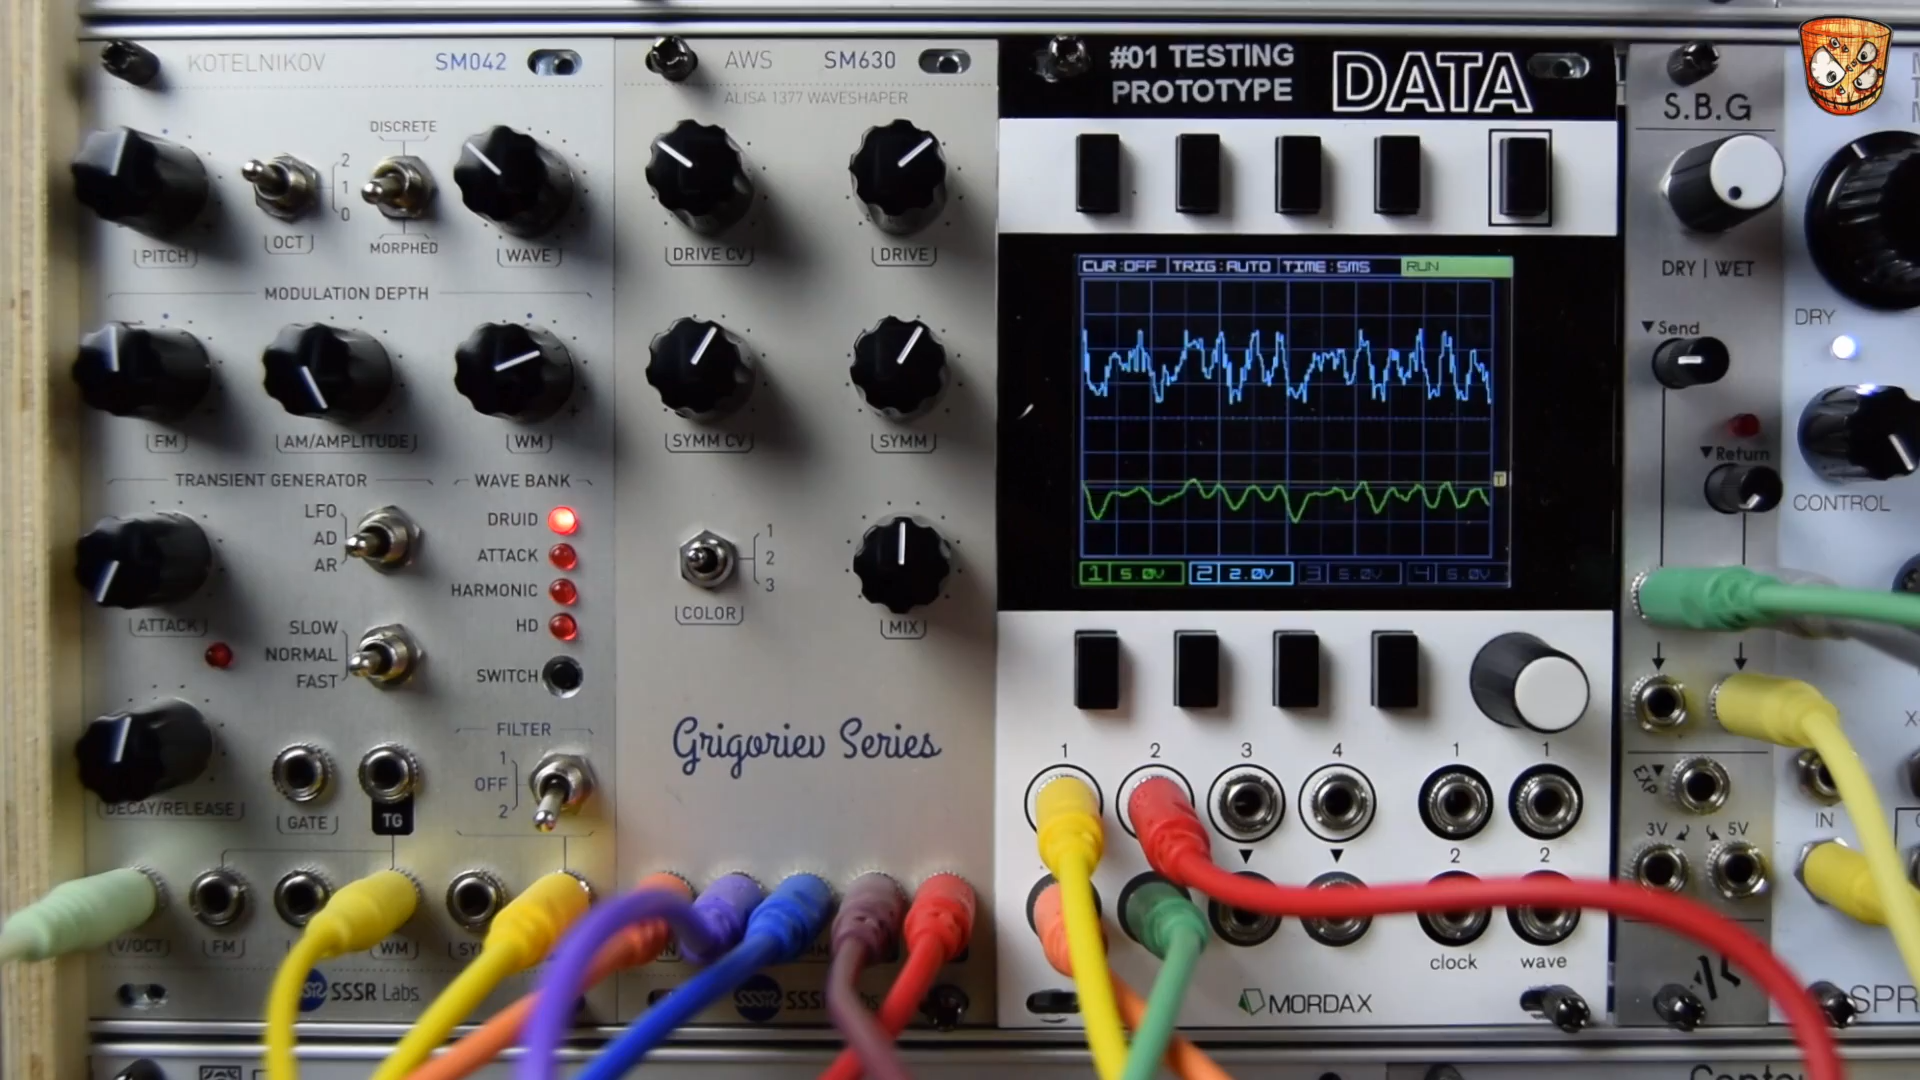 KOTELNIKOV SM042
DISCRETE
2
1
0
OCT
MORPHED
PITCH
WAVE
MODULATION DEPTH
FM
AM/AMPLITUDE
WM
TRANSIENT GENERATOR
WAVE BANK
LFO
AD
AR
DRUID
ATTACK
HARMONIC
HD
ATTACK
SLOW
NORMAL
FAST
SWITCH
FILTER
1
OFF
2
DECAY/RELEASE
GATE
TG
V/OCT
FM
WM
SSSR Labs
AWS SM630
ALISA 1377 WAVESHAPER
DRIVE CV
DRIVE
SYMM CV
SYMM
1
2
3
COLOR
MIX
Grigoriev Series
#01 TESTING
PROTOTYPE
DATA
CUR:OFF TRIG:AUTO TIME:5MS RUN
T
1 5.0V 2 2.0V 3 5.0V 4 5.0V
1 2 3 4 1 1
2 2
clock wave
MORDAX
S.B.G
DRY | WET
Send
Return
EXP
3V 5V
DRY
CONTROL
IN
SPR